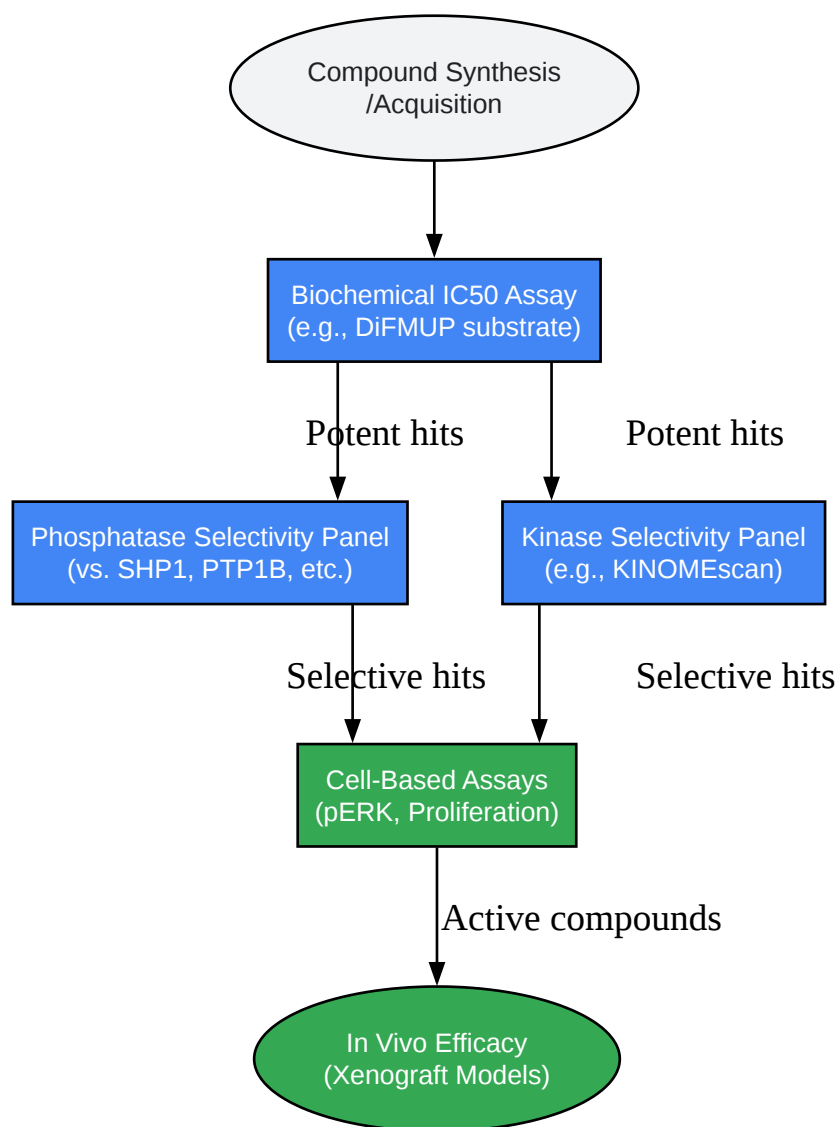 Compound Synthesis
/Acquisition
Biochemical IC50 Assay
(e.g., DiFMUP substrate)
Potent hits
Potent hits
Phosphatase Selectivity Panel
(vs. SHP1, PTP1B, etc.)
Kinase Selectivity Panel
(e.g., KINOMEscan)
Selective hits
Selective hits
Cell-Based Assays
(pERK, Proliferation)
Active compounds
In Vivo Efficacy
(Xenograft Models)